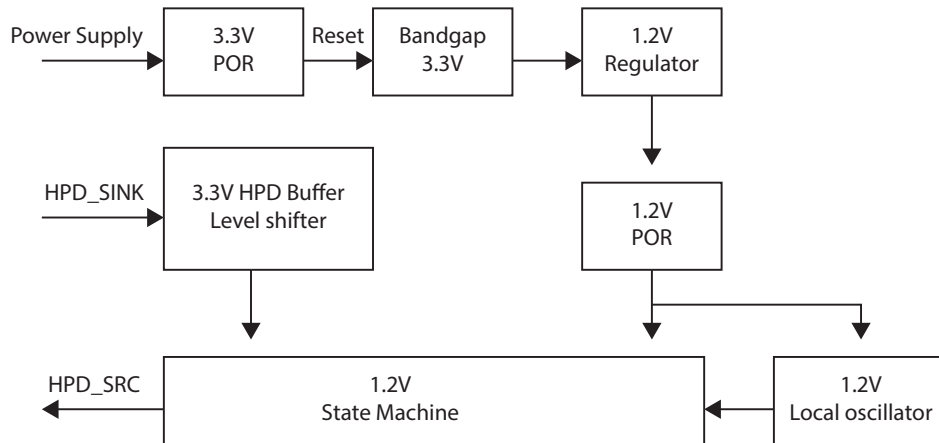 Power Supply
3.3V
POR
Reset
Bandgap
3.3V
1.2V
Regulator
HPD_SINK
3.3V HPD Buffer
Level shifter
1.2V
POR
HPD_SRC
1.2V
State Machine
1.2V
Local oscillator